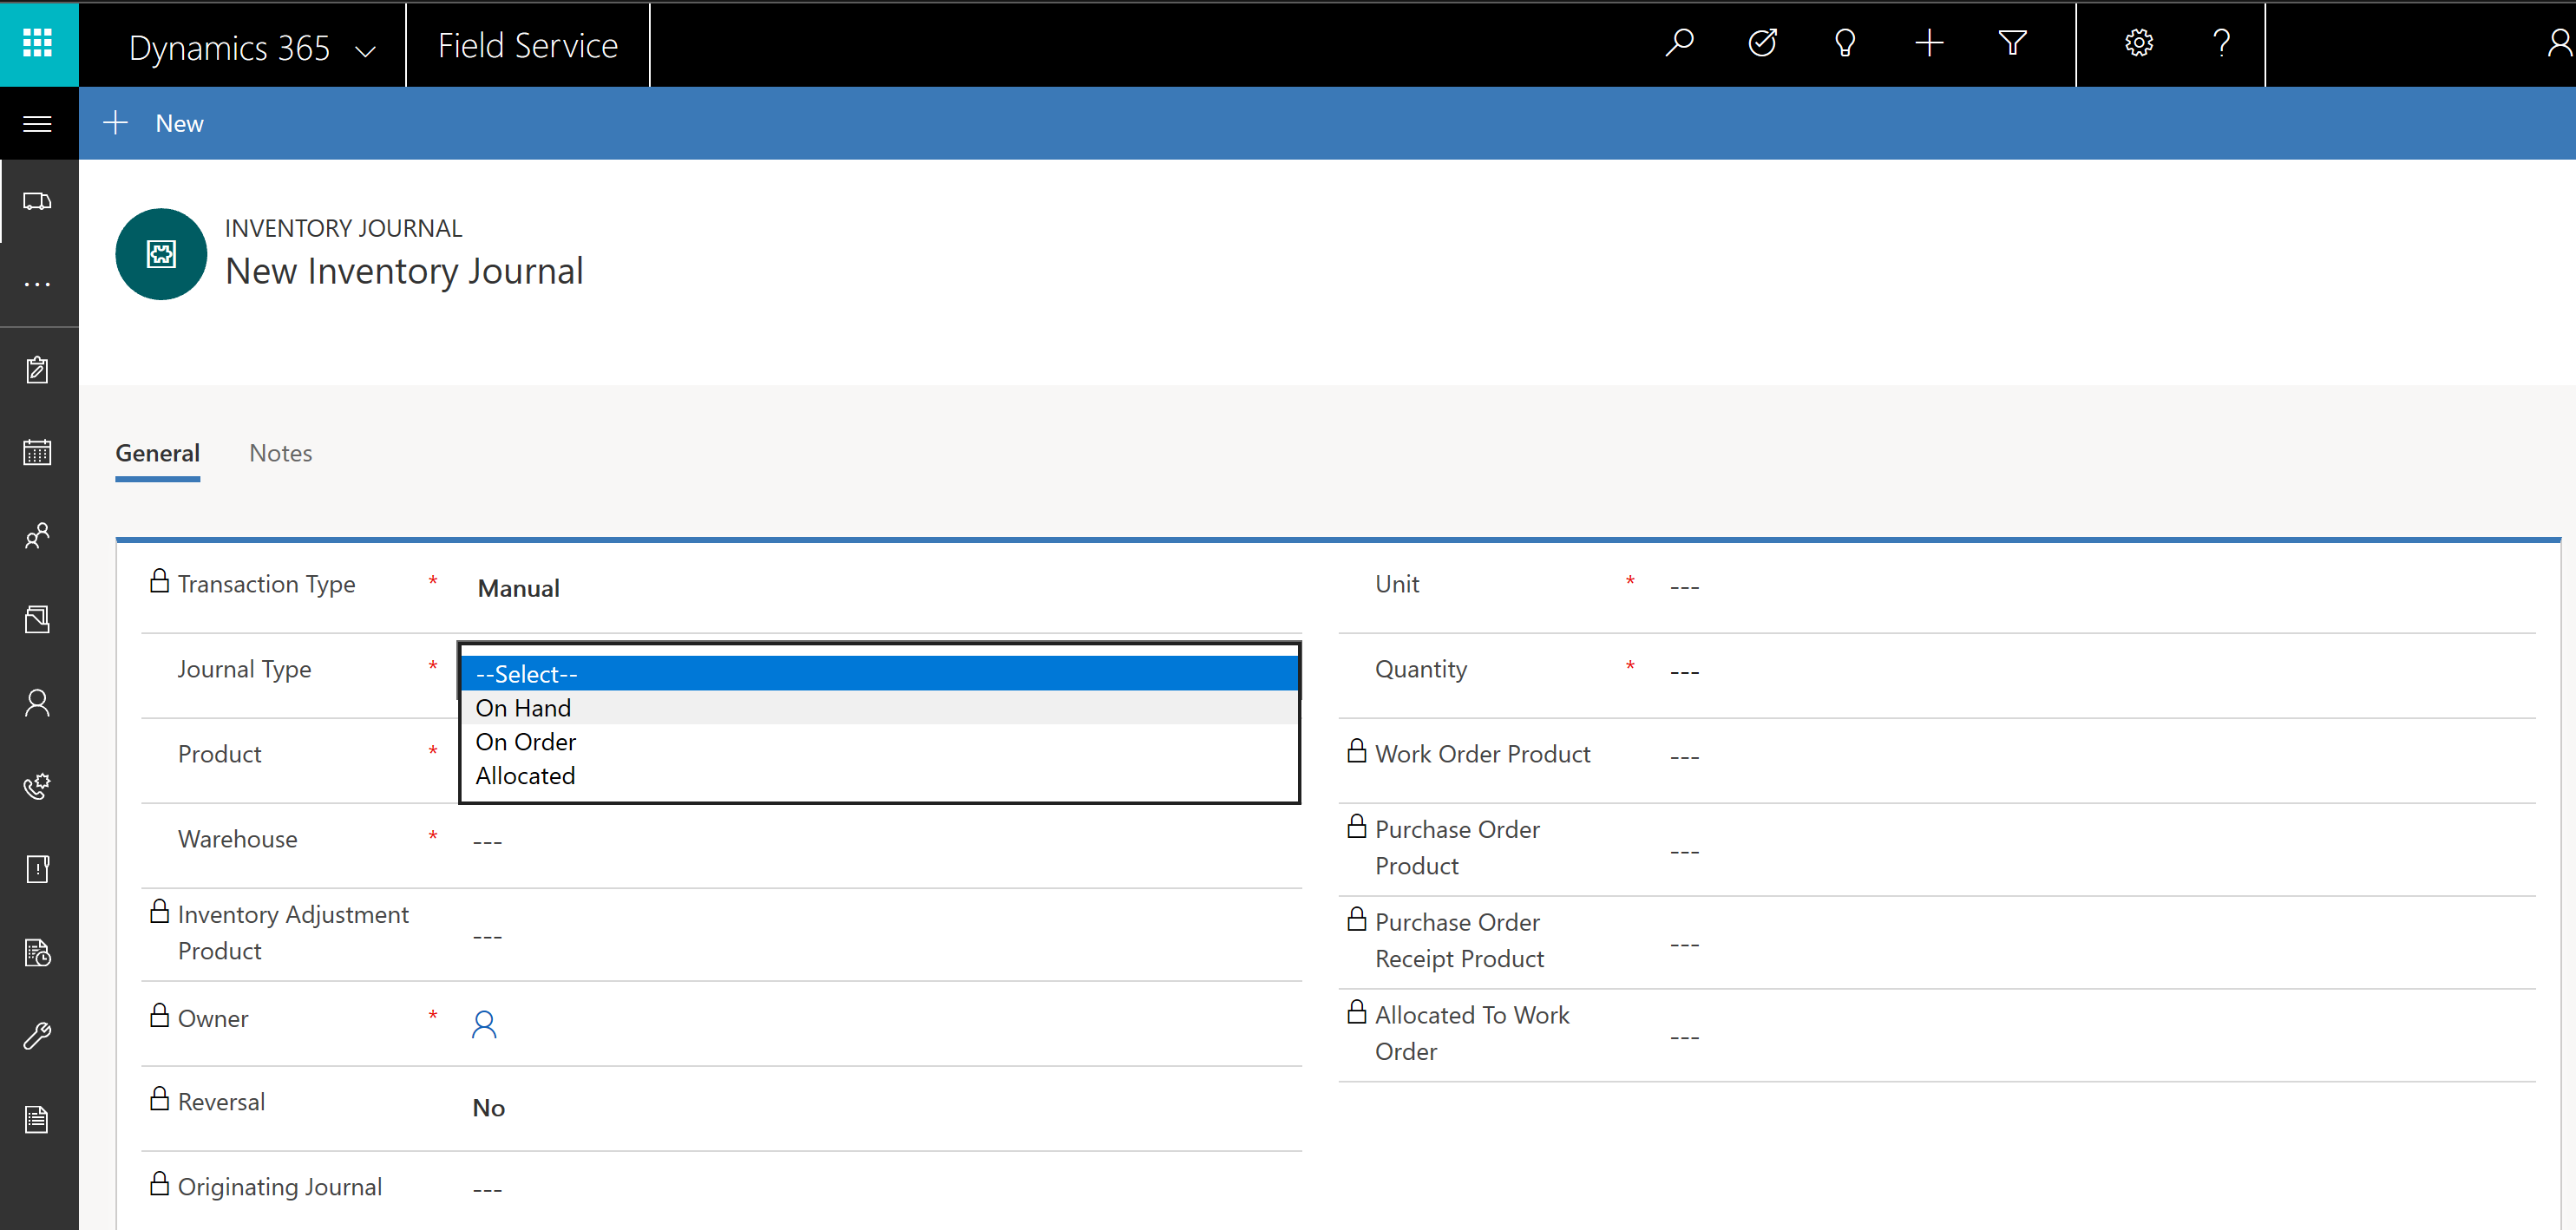 Dynamics 365
Field Service
?
New
INVENTORY JOURNAL
New Inventory Journal
General
Notes
Transaction Type * Manual
Journal Type *
--Select--
On Hand
On Order
Allocated
Product *
Warehouse * ---
Inventory Adjustment
Product
---
Owner *
Reversal No
Originating Journal ---
Unit * ---
Quantity * ---
Work Order Product ---
Purchase Order
Product
---
Purchase Order
Receipt Product
---
Allocated To Work
Order
---